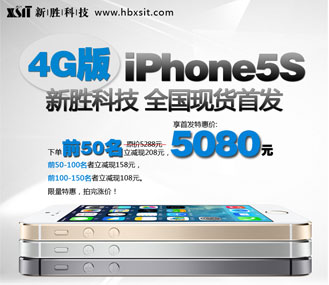 XSIT 新胜科技 www.hbxsit.com
4G版 iPhone5S
新胜科技 全国现货首发
享首发特惠价:
原价5288元
下单前50名立减现208元, 5080元
前50-100名者立减现158元,
前100-150名者立减现108元。
限量特惠,拍完涨价!